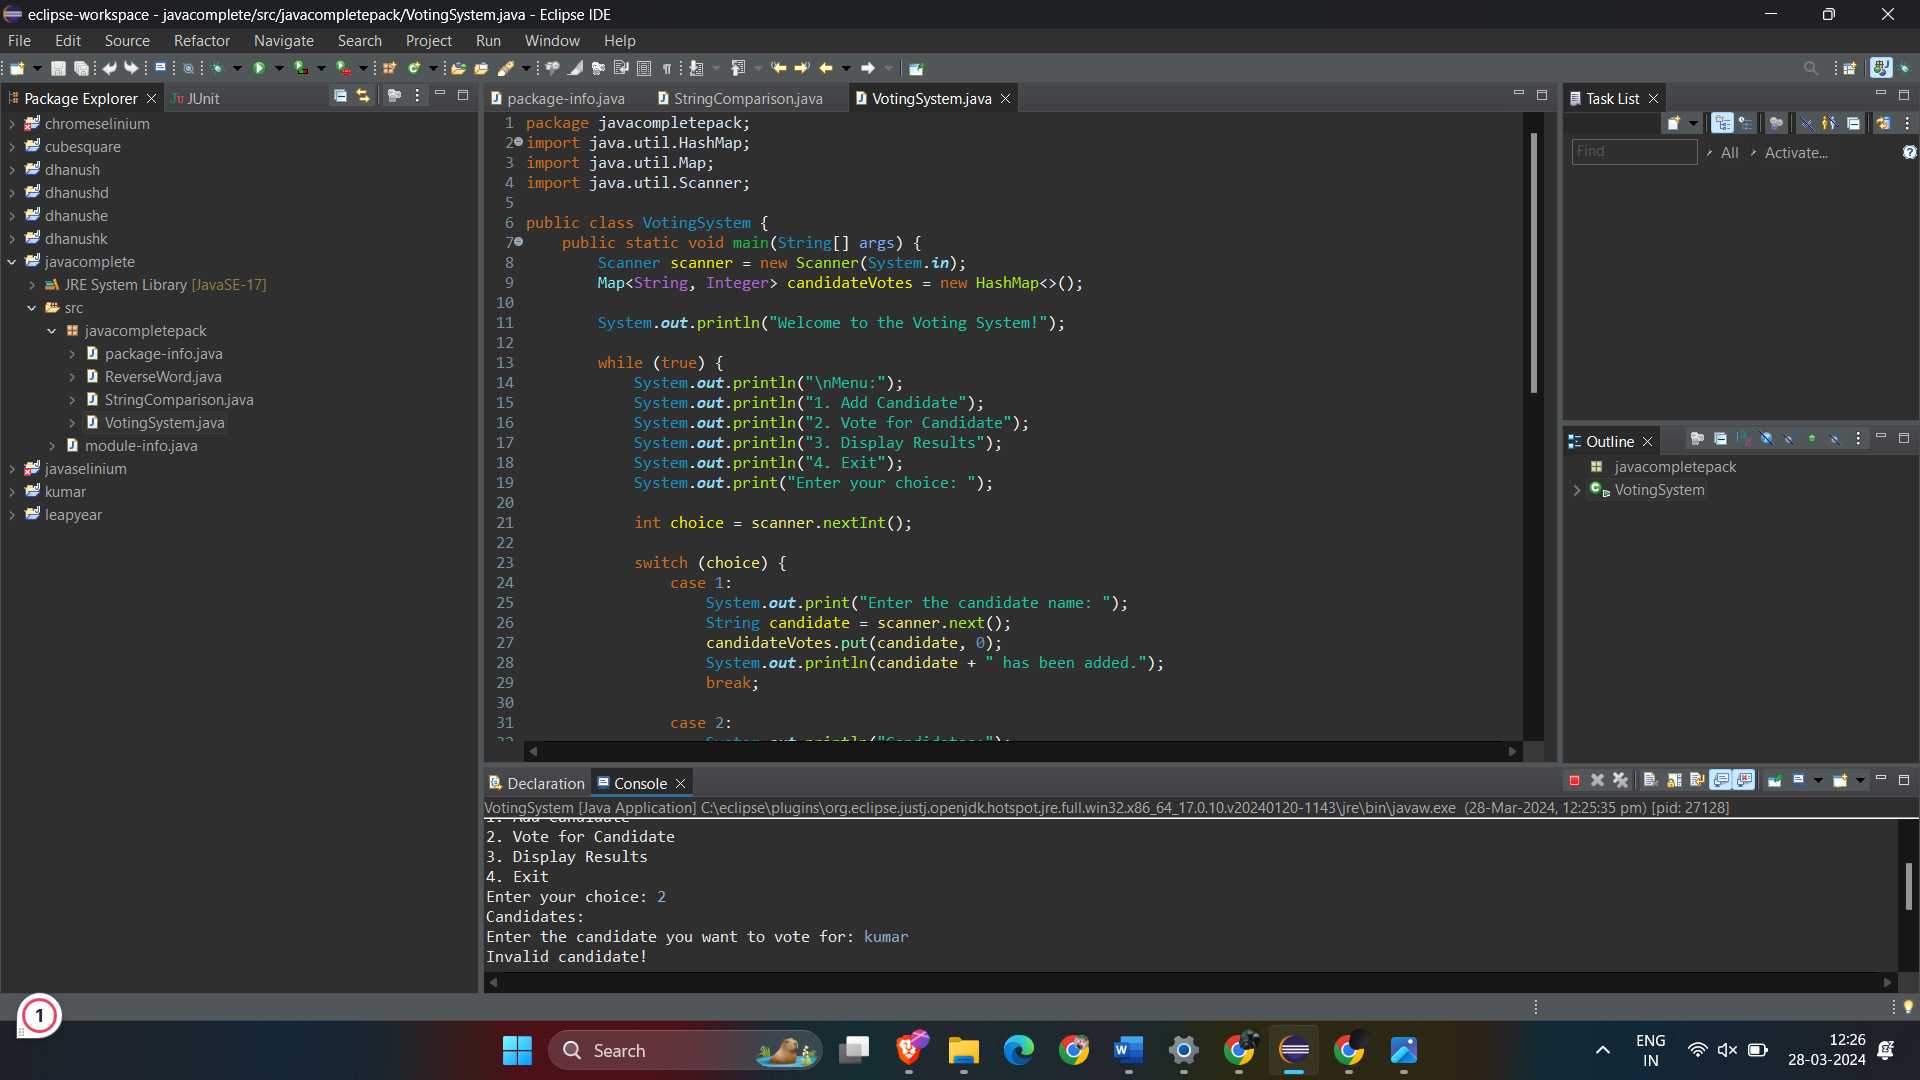 eclipse-workspace - javacomplete/src/javacompletepack/VotingSystem.java - Eclipse IDE
File Edit Source Refactor Navigate Search Project Run Window Help
Package Explorer
JUnit
chromeselinium
cubesquare
dhanush
dhanushd
dhanushe
dhanushk
javacomplete
JRE System Library [JavaSE-17]
src
javacompletepack
package-info.java
ReverseWord.java
StringComparison.java
VotingSystem.java
module-info.java
javaselinium
kumar
leapyear
package-info.java StringComparison.java VotingSystem.java
1 package javacompletepack;
2 import java.util.HashMap;
3 import java.util.Map;
4 import java.util.Scanner;
5
6 public class VotingSystem {
7 public static void main(String[] args) {
8 Scanner scanner = new Scanner(System.in);
9 Map<String, Integer> candidateVotes = new HashMap<>();
10
11 System.out.println("Welcome to the Voting System!");
12
13 while (true) {
14 System.out.println("\nMenu:");
15 System.out.println("1. Add Candidate");
16 System.out.println("2. Vote for Candidate");
17 System.out.println("3. Display Results");
18 System.out.println("4. Exit");
19 System.out.print("Enter your choice: ");
20
21 int choice = scanner.nextInt();
22
23 switch (choice) {
24 case 1:
25 System.out.print("Enter the candidate name: ");
26 String candidate = scanner.next();
27 candidateVotes.put(candidate, 0);
28 System.out.println(candidate + " has been added.");
29 break;
30
31 case 2:
32 System.out.println("Candidates:");
Task List
Find
All
Activate...
Outline
javacompletepack
VotingSystem
Declaration
Console
VotingSystem [Java Application] C:\eclipse\plugins\org.eclipse.justj.openjdk.hotspot.jre.full.win32.x86_64_17.0.10.v20240120-1143\jre\bin\javaw.exe (28-Mar-2024, 12:25:35 pm) [pid: 27128]
1. Add Candidate
2. Vote for Candidate
3. Display Results
4. Exit
Enter your choice: 2
Candidates:
Enter the candidate you want to vote for: kumar
Invalid candidate!
1
Search
ENG
IN
12:26
28-03-2024